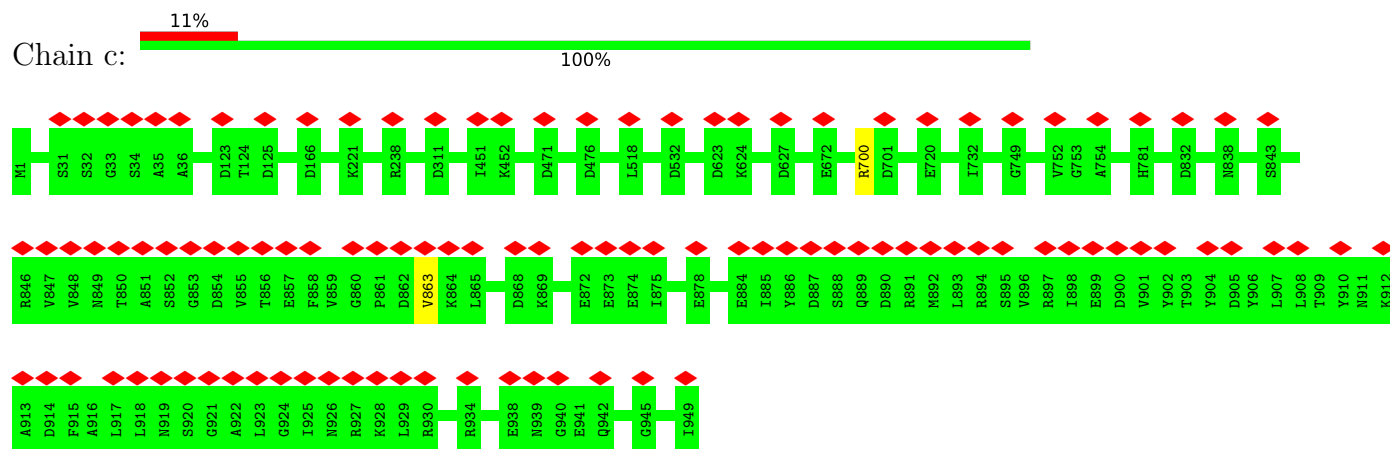 11%
Chain c:
100%
M1 S31 S32 G33 S34 A35 A36 D123 T124 D125 D166 K221 R238 D311 I451 K452 D471 D476 L518 D532 D623 K624 D627 E672 R700 D701 E720 I732 G749 V752 G753 A754 H781 D832 N838 S843
R846 V847 V848 N849 T850 A851 S852 G853 D854 V855 T856 E857 F858 V859 G860 P861 D862 V863 K864 L865 D868 K869 E872 E873 E874 I875 E878 E884 I885 Y886 D887 S888 Q889 D890 R891 M892 L893 R894 S895 V896 R897 I898 E899 D900 V901 Y902 T903 Y904 D905 Y906 L907 L908 T909 Y910 N911 K912
A913 D914 F915 A916 L917 L918 N919 S920 G921 A922 L923 G924 I925 N926 R927 K928 L929 R930 R934 E938 N939 G940 E941 Q942 G945 I949